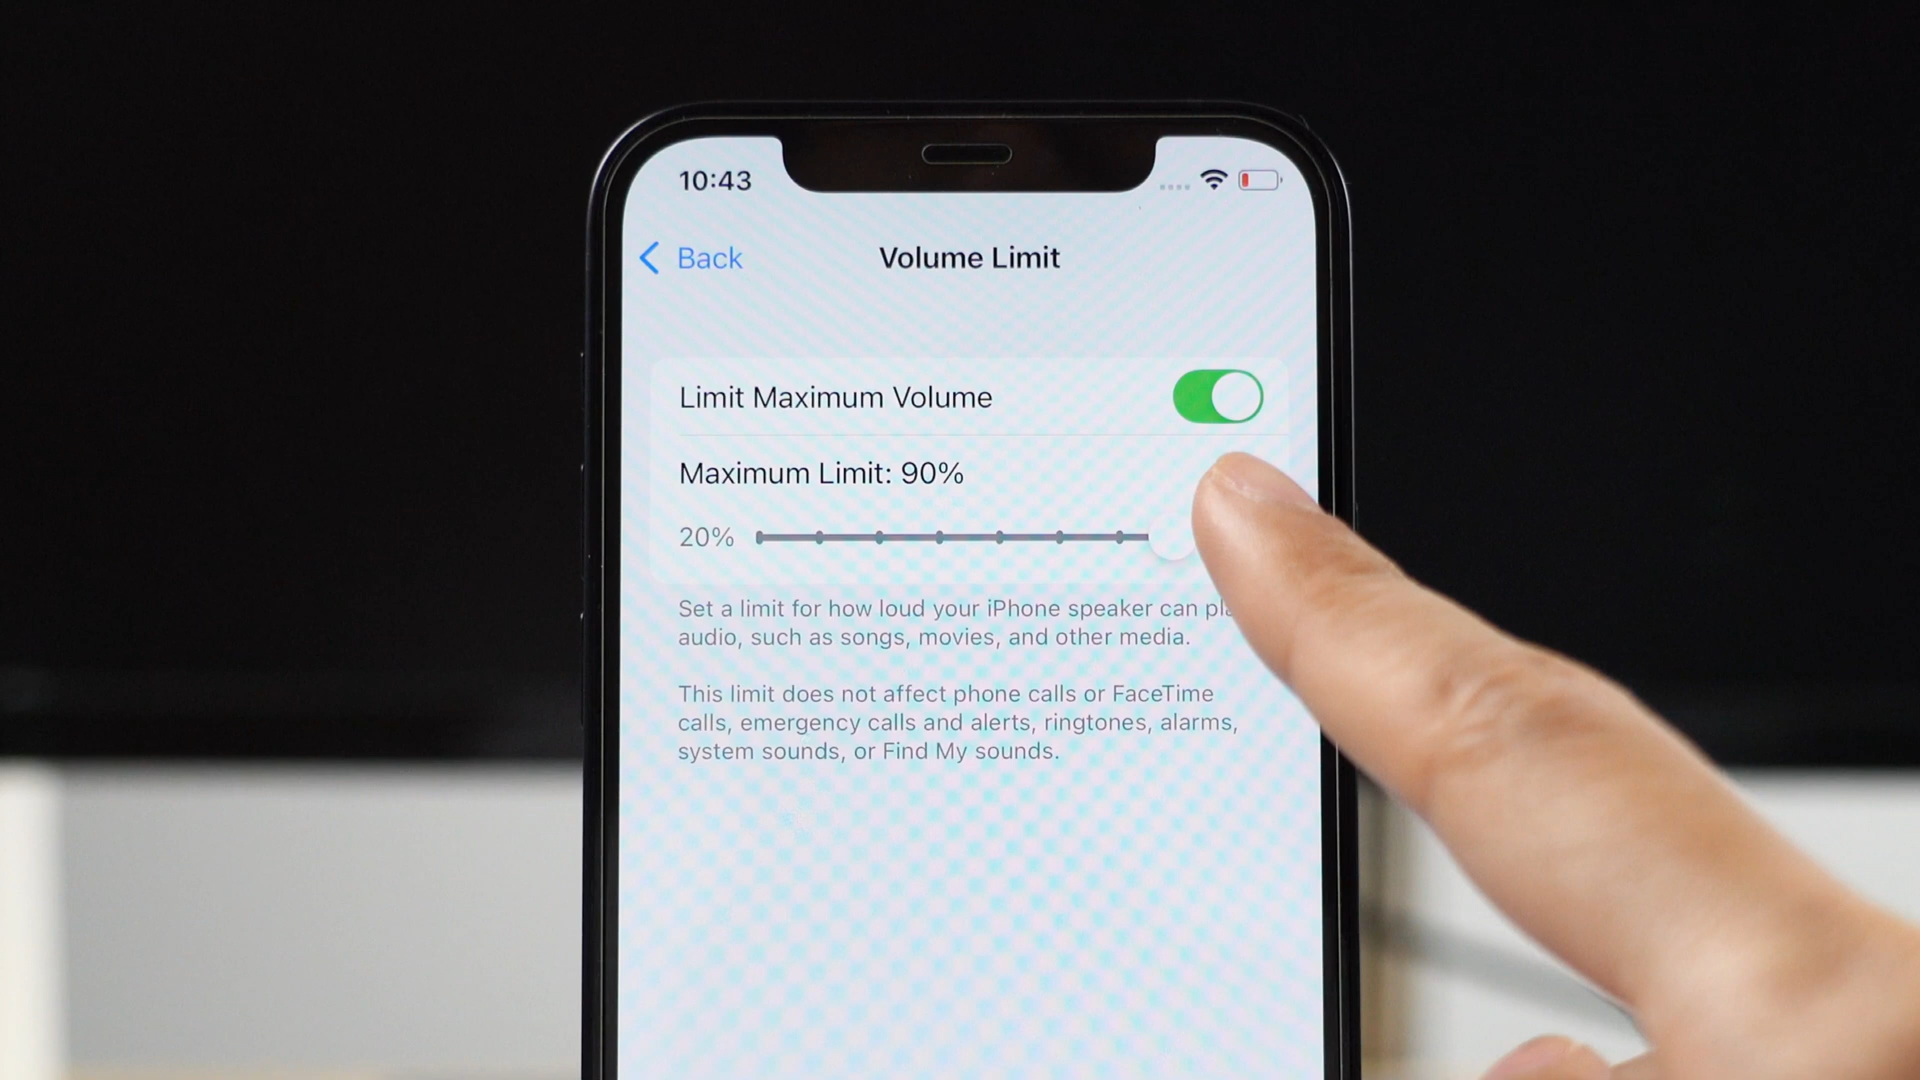 10:43
Back
Volume Limit
Limit Maximum Volume
Maximum Limit: 90%
20%
Set a limit for how loud your iPhone speaker can
audio, such as songs, movies, and other media.
This limit does not affect phone calls or FaceTime
calls, emergency calls and alerts, ringtones, alarms,
system sounds, or Find My sounds.